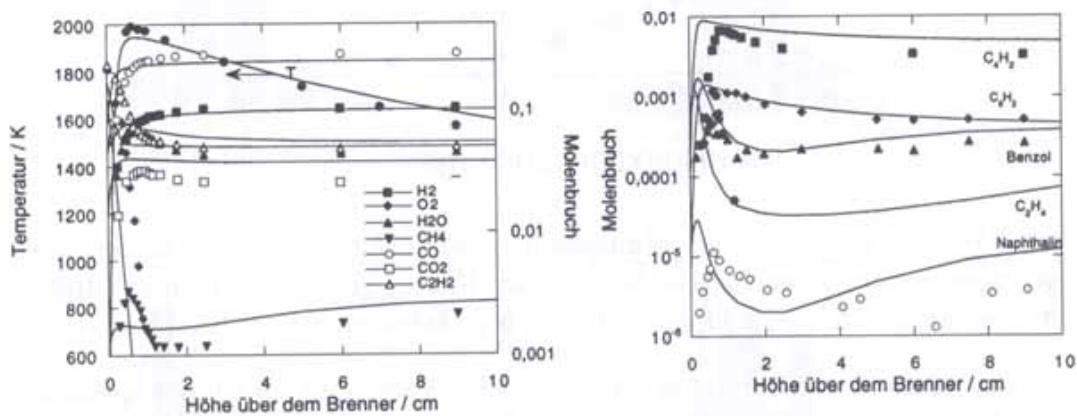 2000
1800
1600
1400
1200
1000
800
600
Temperatur / K
0
2
4
6
8
10
Höhe über dem Brenner / cm
0,1
0,01
0,001
Molenbruch
T
H2
O2
H2O
CH4
CO
CO2
C2H2
0,01
0,001
0,0001
10-5
10-6
Molenbruch
0
2
4
6
8
10
Höhe über dem Brenner / cm
C4H2
Benzol
Naphthalin